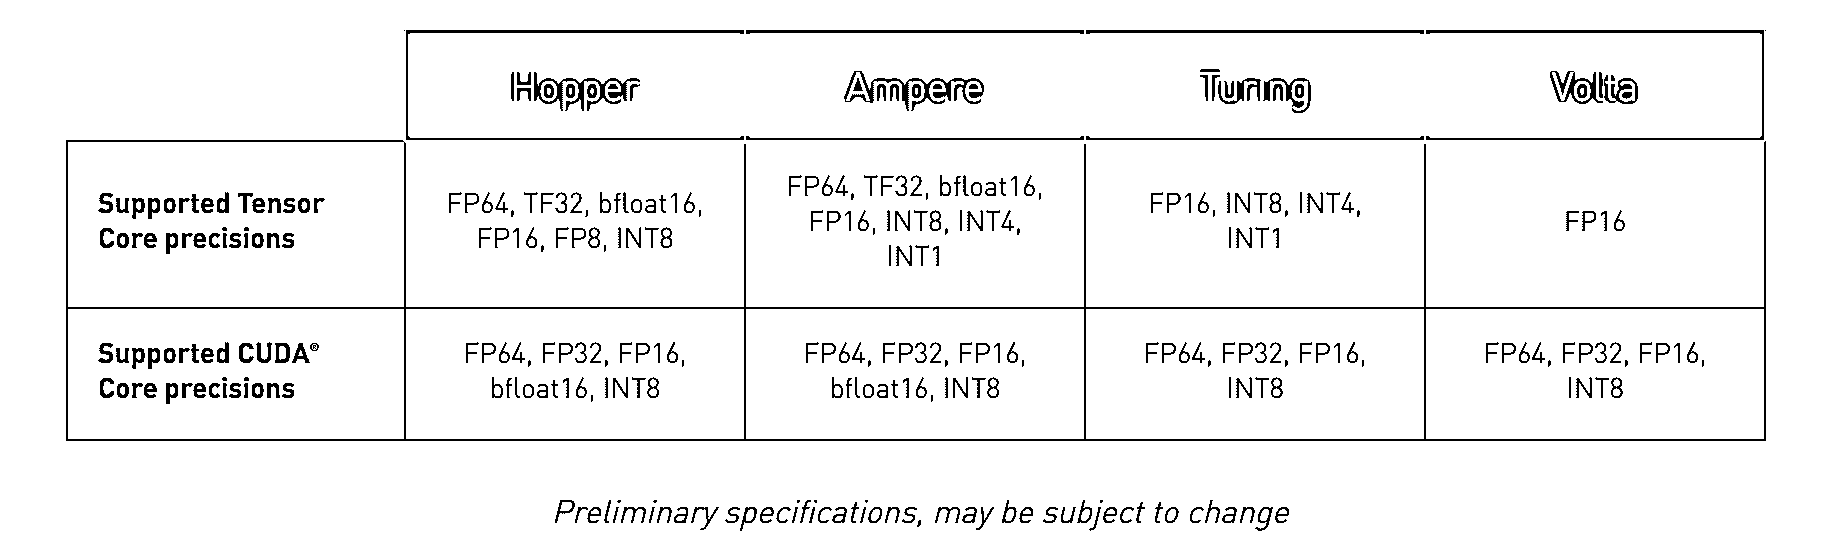 Hopper Ampere Turing Volta
Supported Tensor
Core precisions
FP64, TF32, bfloat16,
FP16, FP8, INT8
FP64, TF32, bfloat16,
FP16, INT8, INT4,
INT1
FP16, INT8, INT4,
INT1
FP16
Supported CUDA®
Core precisions
FP64, FP32, FP16,
bfloat16, INT8
FP64, FP32, FP16,
bfloat16, INT8
FP64, FP32, FP16,
INT8
FP64, FP32, FP16,
INT8
Preliminary specifications, may be subject to change